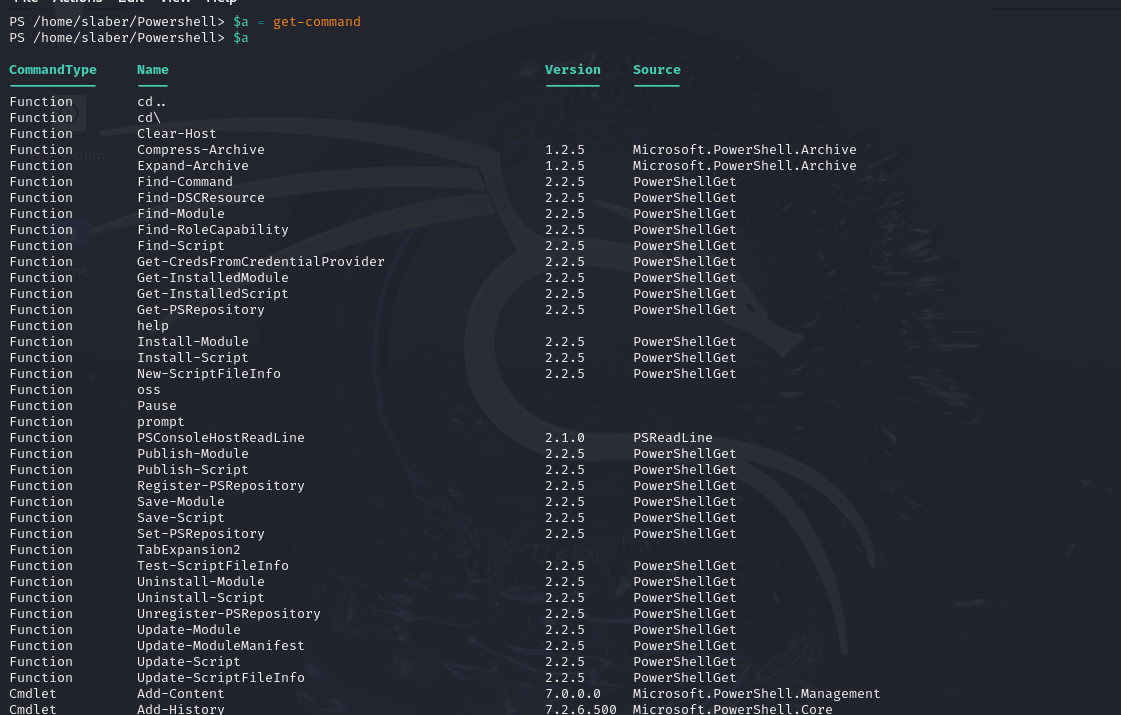 File Actions Edit View Help
PS /home/slaber/Powershell> $a = get-command
PS /home/slaber/Powershell> $a
CommandType Name Version Source
Function cd..
Function cd\
Function Clear-Host
Function Compress-Archive 1.2.5 Microsoft.PowerShell.Archive
Function Expand-Archive 1.2.5 Microsoft.PowerShell.Archive
Function Find-Command 2.2.5 PowerShellGet
Function Find-DSCResource 2.2.5 PowerShellGet
Function Find-Module 2.2.5 PowerShellGet
Function Find-RoleCapability 2.2.5 PowerShellGet
Function Find-Script 2.2.5 PowerShellGet
Function Get-CredsFromCredentialProvider 2.2.5 PowerShellGet
Function Get-InstalledModule 2.2.5 PowerShellGet
Function Get-InstalledScript 2.2.5 PowerShellGet
Function Get-PSRepository 2.2.5 PowerShellGet
Function help
Function Install-Module 2.2.5 PowerShellGet
Function Install-Script 2.2.5 PowerShellGet
Function New-ScriptFileInfo 2.2.5 PowerShellGet
Function oss
Function Pause
Function prompt
Function PSConsoleHostReadLine 2.1.0 PSReadLine
Function Publish-Module 2.2.5 PowerShellGet
Function Publish-Script 2.2.5 PowerShellGet
Function Register-PSRepository 2.2.5 PowerShellGet
Function Save-Module 2.2.5 PowerShellGet
Function Save-Script 2.2.5 PowerShellGet
Function Set-PSRepository 2.2.5 PowerShellGet
Function TabExpansion2
Function Test-ScriptFileInfo 2.2.5 PowerShellGet
Function Uninstall-Module 2.2.5 PowerShellGet
Function Uninstall-Script 2.2.5 PowerShellGet
Function Unregister-PSRepository 2.2.5 PowerShellGet
Function Update-Module 2.2.5 PowerShellGet
Function Update-ModuleManifest 2.2.5 PowerShellGet
Function Update-Script 2.2.5 PowerShellGet
Function Update-ScriptFileInfo 2.2.5 PowerShellGet
Cmdlet Add-Content 7.0.0.0 Microsoft.PowerShell.Management
Cmdlet Add-History 7.2.6.500 Microsoft.PowerShell.Core